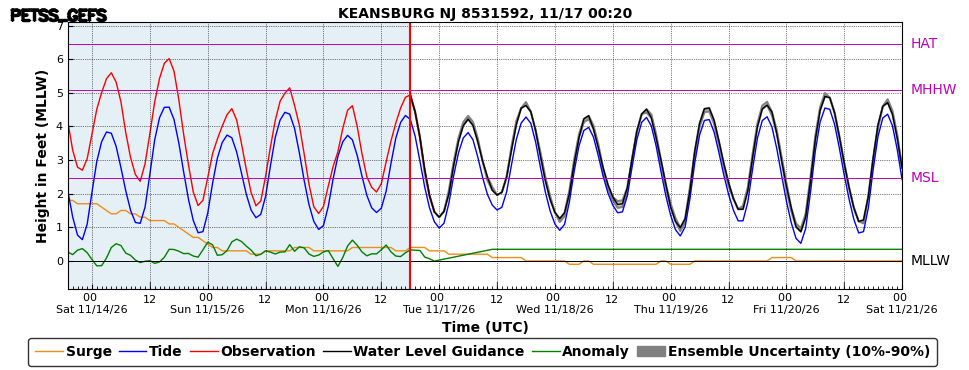 PETSS_GEFS
KEANSBURG NJ 8531592, 11/17 00:20
Height in Feet (MLLW)
7
6
5
4
3
2
1
0
HAT
MHHW
MSL
MLLW
00 12 00 12 00 12 00 12 00 12 00 12 00 12 00
Sat 11/14/26 Sun 11/15/26 Mon 11/16/26 Tue 11/17/26 Wed 11/18/26 Thu 11/19/26 Fri 11/20/26 Sat 11/21/26
Time (UTC)
Surge Tide Observation Water Level Guidance Anomaly Ensemble Uncertainty (10%-90%)